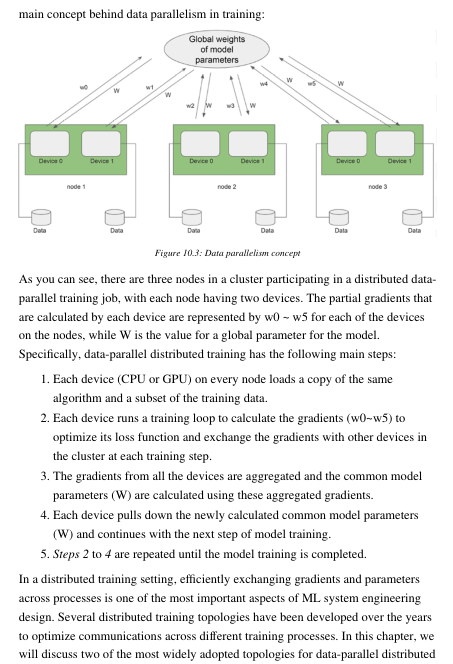 main concept behind data parallelism in training:
Global weights
of model
parameters
w0
W
w1
W
w2
W
w3
W
w4
W
w5
W
Device 0
Device 1
Device 0
Device 1
Device 0
Device 1
node 1
node 2
node 3
Data
Data
Data
Data
Data
Data
Figure 10.3: Data parallelism concept
As you can see, there are three nodes in a cluster participating in a distributed data-
parallel training job, with each node having two devices. The partial gradients that
are calculated by each device are represented by w0 ~ w5 for each of the devices
on the nodes, while W is the value for a global parameter for the model.
Specifically, data-parallel distributed training has the following main steps:
1. Each device (CPU or GPU) on every node loads a copy of the same
algorithm and a subset of the training data.
2. Each device runs a training loop to calculate the gradients (w0~w5) to
optimize its loss function and exchange the gradients with other devices in
the cluster at each training step.
3. The gradients from all the devices are aggregated and the common model
parameters (W) are calculated using these aggregated gradients.
4. Each device pulls down the newly calculated common model parameters
(W) and continues with the next step of model training.
5. Steps 2 to 4 are repeated until the model training is completed.
In a distributed training setting, efficiently exchanging gradients and parameters
across processes is one of the most important aspects of ML system engineering
design. Several distributed training topologies have been developed over the years
to optimize communications across different training processes. In this chapter, we
will discuss two of the most widely adopted topologies for data-parallel distributed